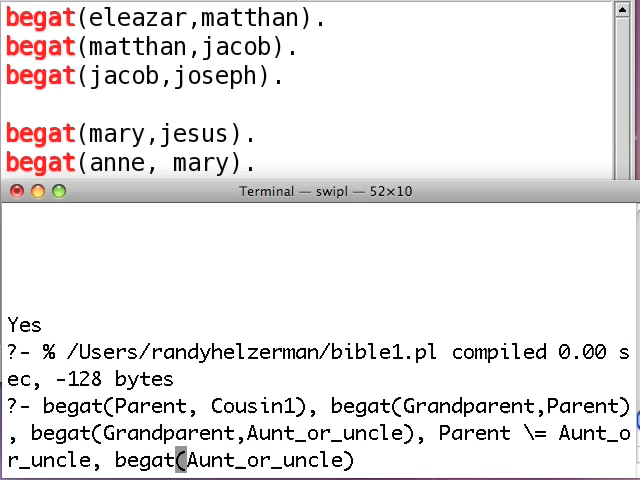 begat(eleazar,matthan).
begat(matthan,jacob).
begat(jacob,joseph).
begat(mary,jesus).
begat(anne, mary).
Terminal — swipl — 52×10
Yes
?- % /Users/randyhelzerman/bible1.pl compiled 0.00 s
ec, -128 bytes
?- begat(Parent, Cousin1), begat(Grandparent,Parent)
, begat(Grandparent,Aunt_or_uncle), Parent \= Aunt_o
r_uncle, begat(Aunt_or_uncle)